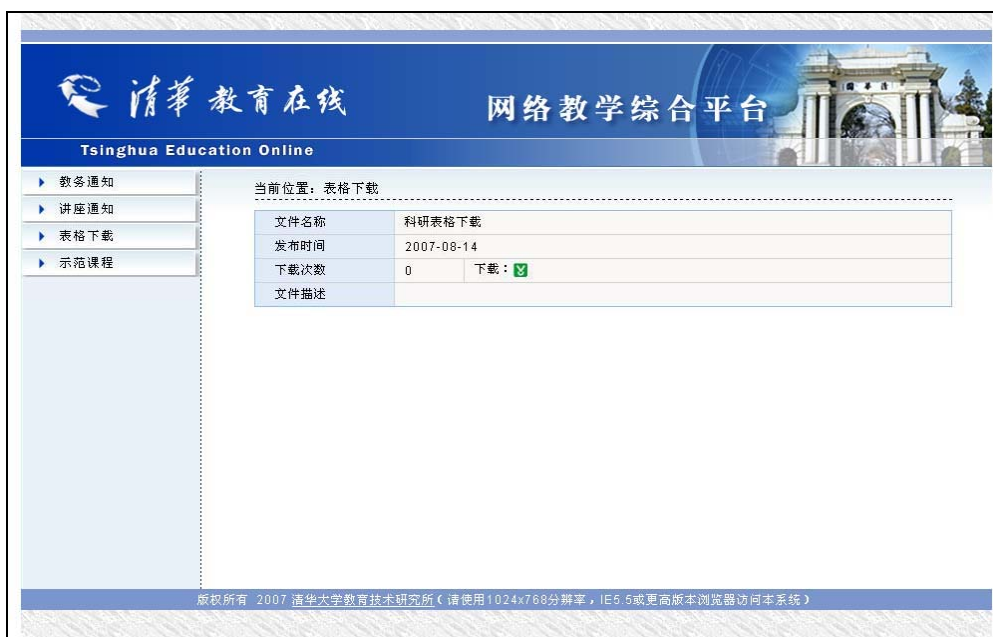 清华教育在线
网络教学综合平台
Tsinghua Education Online
教务通知
讲座通知
表格下载
示范课程
当前位置：表格下载
文件名称 科研表格下载
发布时间 2007-08-14
下载次数 0 下载：
文件描述
版权所有 2007 清华大学教育技术研究所（请使用1024x768分辨率，IE5.5或更高版本浏览器访问本系统）